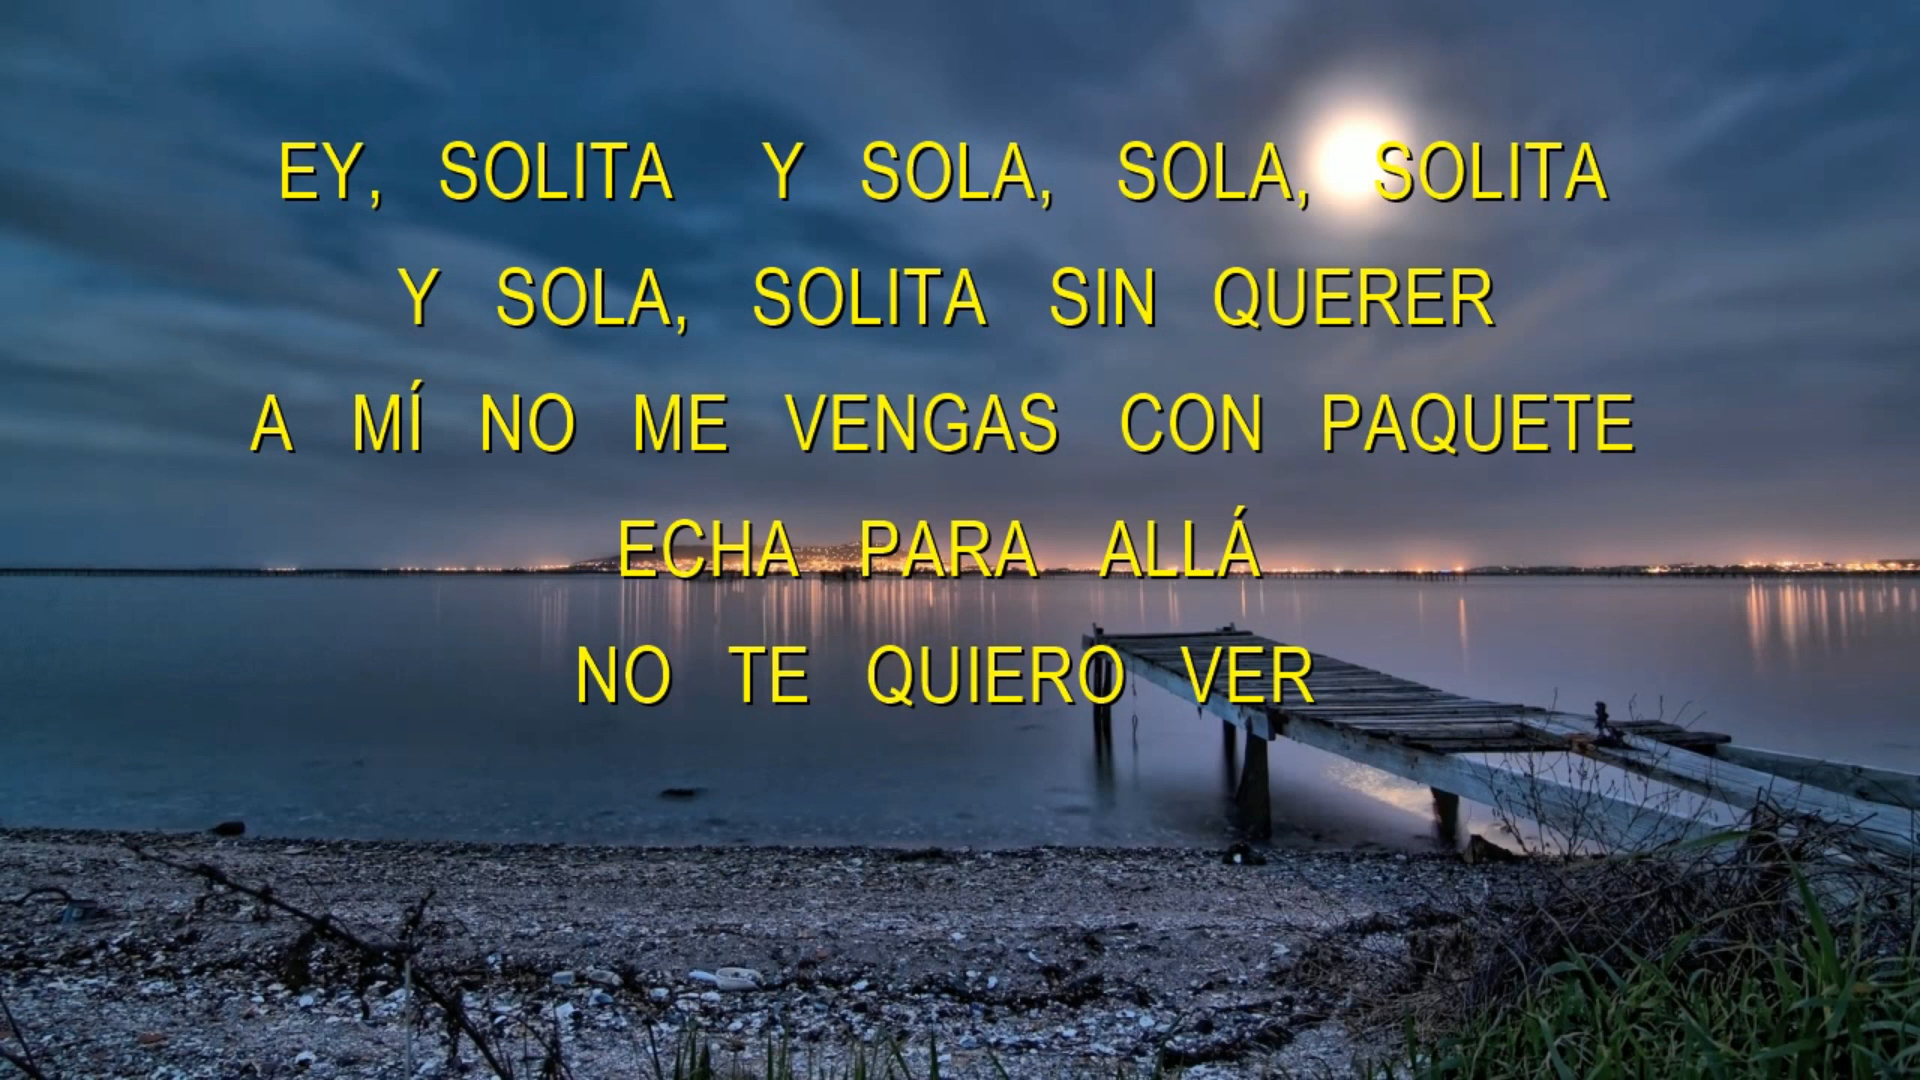 EY, SOLITA Y SOLA, SOLA, SOLITA
Y SOLA, SOLITA SIN QUERER
A MÍ NO ME VENGAS CON PAQUETE
ECHA PARA ALLÁ
NO TE QUIERO VER